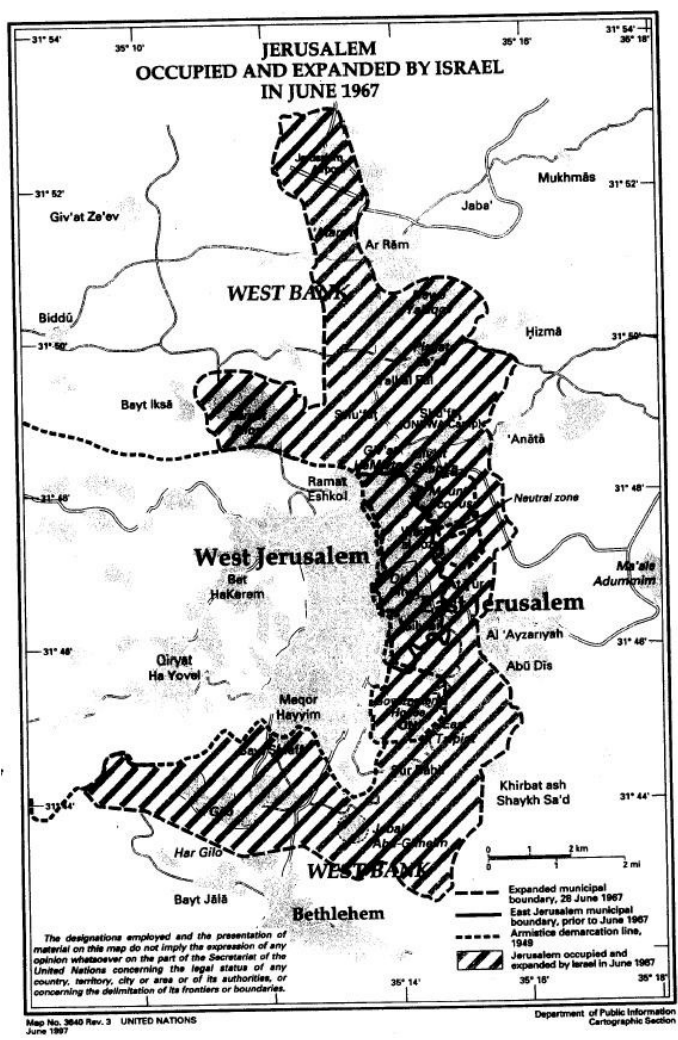 31° 54'
35° 10'
35° 16'
31° 54'
35° 18'
JERUSALEM
OCCUPIED AND EXPANDED BY ISRAEL
IN JUNE 1967
31° 52'
31° 52'
Mukhmās
Jaba'
Giv'at Ze'ev
Ar Rām
WEST BANK
Biddū
Ḥizmā
31° 50'
31° 50'
Bayt Iksā
Shu'fāt
'Anātā
Ramat
Eshkol
31° 48'
31° 48'
Neutral zone
West Jerusalem
Bet
HaKerem
Ma'ale
Adummim
East Jerusalem
Al 'Ayzarīyah
31° 46'
31° 46'
Abū Dīs
Qiryat
Ha Yovel
Meqor
Hayyim
East
Talpiot
Sūr Bāhir
Khirbat ash
Shaykh Sa'd
31° 44'
31° 44'
Gilo
Jabal
Abu-Ghneim
Har Gilo
WEST BANK
Bayt Jālā
Bethlehem
0 1 2 km
0 1 2 mi
Expanded municipal
boundary, 28 June 1967
East Jerusalem municipal
boundary, prior to June 1967
Armistice demarcation line,
1949
Jerusalem occupied and
expanded by Israel in June 1967
The designations employed and the presentation of
material on this map do not imply the expression of any
opinion whatsoever on the part of the Secretariat of the
United Nations concerning the legal status of any
country, territory, city or area or of its authorities, or
concerning the delimitation of its frontiers or boundaries.
35° 14'
35° 16'
35° 18'
Map No. 3640 Rev. 3 UNITED NATIONS
June 1997
Department of Public Information
Cartographic Section